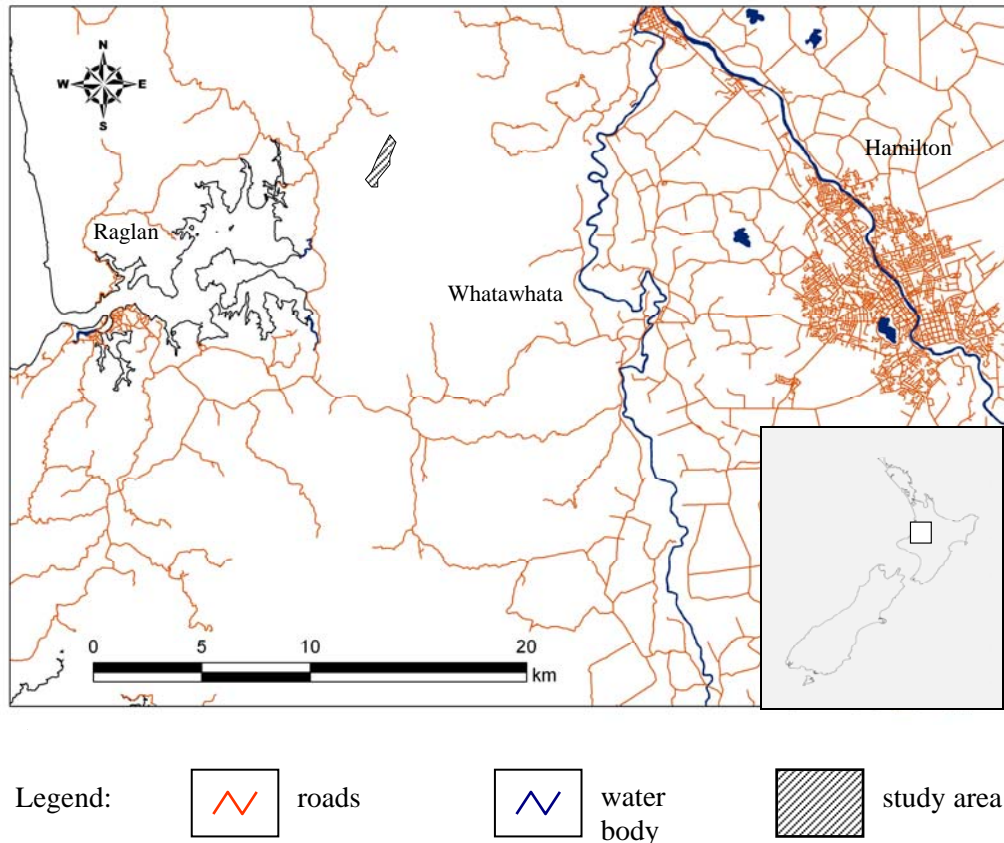 N
W E
S
Hamilton
Raglan
Whatawhata
0 5 10 20
km
Legend:
roads
water
body
study area